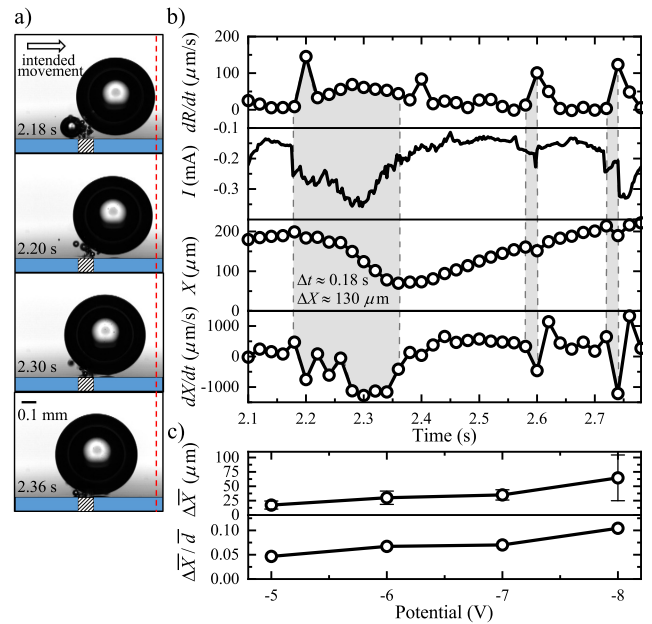 a)
intended
movement
2.18 s
2.20 s
2.30 s
0.1 mm
2.36 s
b)
dR/dt (μm/s)
200
100
0
I (mA)
-0.1
-0.2
-0.3
X (μm)
200
100
0
Δt ≈ 0.18 s
ΔX ≈ 130 μm
dX/dt (μm/s)
1000
0
-1000
2.1 2.2 2.3 2.4 2.5 2.6 2.7
Time (s)
c)
ΔX̅ (μm)
100
75
50
25
0
ΔX̅ / d̅
0.10
0.05
0.00
-5 -6 -7 -8
Potential (V)